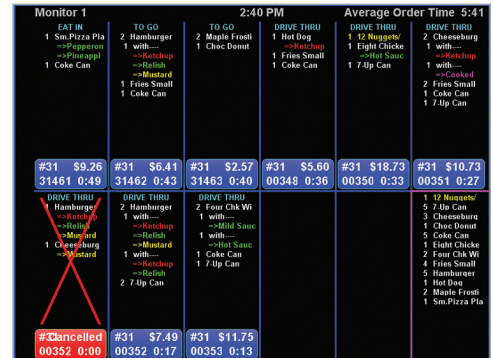 Monitor 1 2:40 PM Average Order Time 5:41
EAT IN
1 Sm.Pizza Pla
=>Pepperon
=>Pineappl
1 Coke Can
#31 $9.26
31461 0:49
TO GO
2 Hamburger
1 with----
=>Ketchup
=>Relish
=>Mustard
1 Fries Small
1 Coke Can
#31 $6.41
31462 0:43
TO GO
2 Maple Frosti
1 Choc Donut
#31 $2.57
31463 0:40
DRIVE THRU
1 Hot Dog
=>Ketchup
1 Fries Small
1 Coke Can
#31 $5.60
00348 0:36
DRIVE THRU
1 12 Nuggets/
1 Eight Chicke
=>Hot Sauc
1 7-Up Can
#31 $18.73
00350 0:33
DRIVE THRU
2 Cheeseburg
1 with----
=>Ketchup
1 with----
=>Cooked
2 Fries Small
1 Coke Can
1 7-Up Can
#31 $10.73
00351 0:27
DRIVE THRU
1 Hamburger
=>Ketchup
=>Relish
=>Mustard
1 Cheeseburg
=>Mustard
Cancelled
00352 0:00
DRIVE THRU
2 Hamburger
1 with----
=>Ketchup
=>Relish
=>Mustard
1 with----
=>Ketchup
=>Relish
2 7-Up Can
#31 $7.49
00352 0:17
DRIVE THRU
2 Four Chk Wi
1 with----
=>Mild Sauc
1 with----
=>Hot Sauc
1 Coke Can
1 7-Up Can
#31 $11.75
00353 0:13
1 12 Nuggets/
5 7-Up Can
3 Cheeseburg
1 Choc Donut
5 Coke Can
1 Eight Chicke
2 Four Chk Wi
4 Fries Small
5 Hamburger
1 Hot Dog
2 Maple Frosti
1 Sm.Pizza Pla